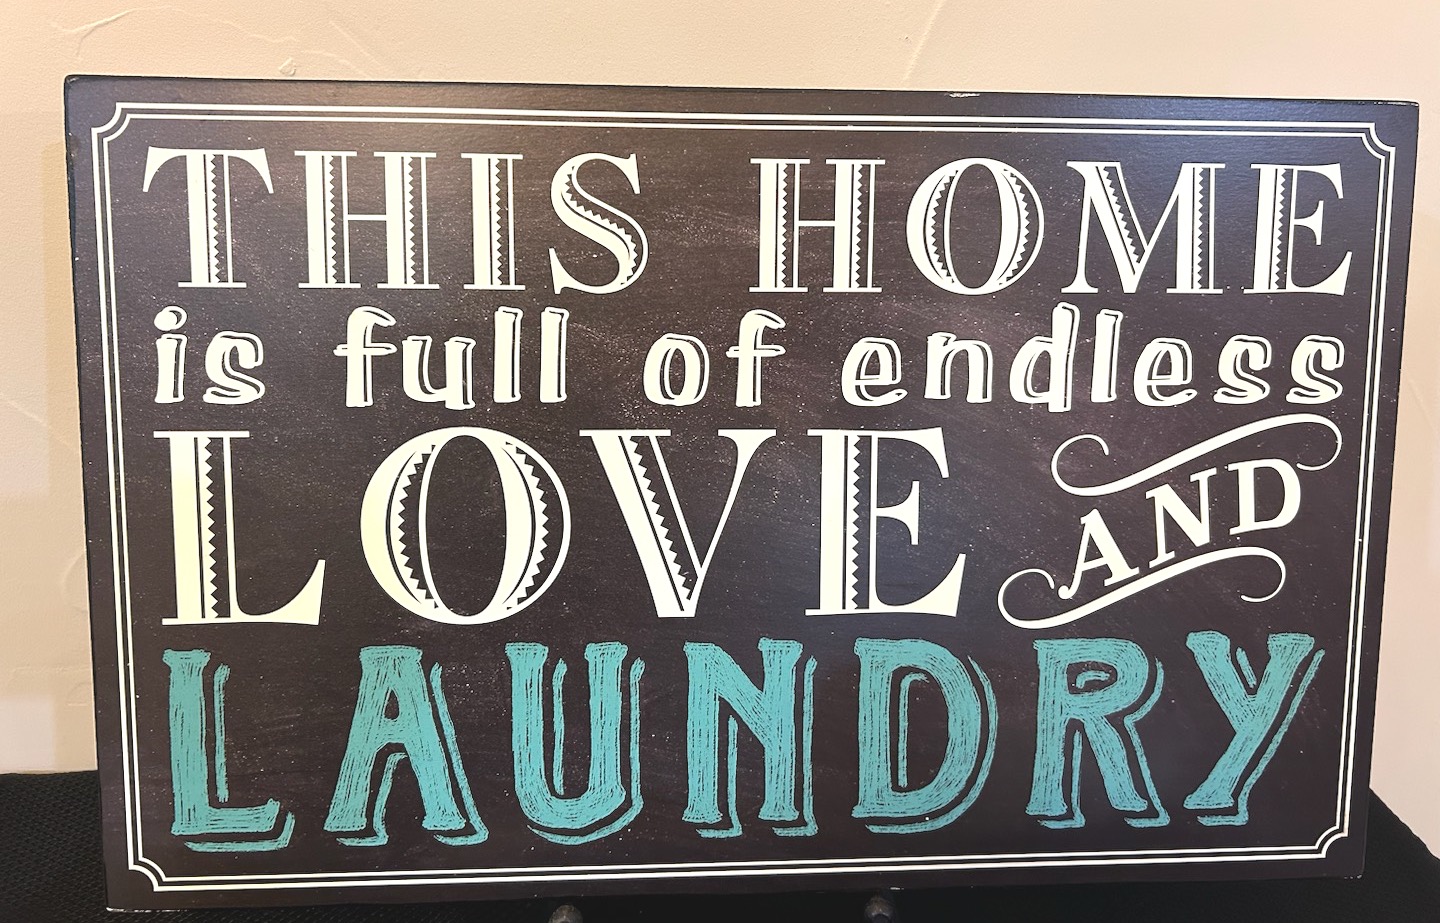 THIS HOME
is full of endless
LOVE AND
LAUNDRY